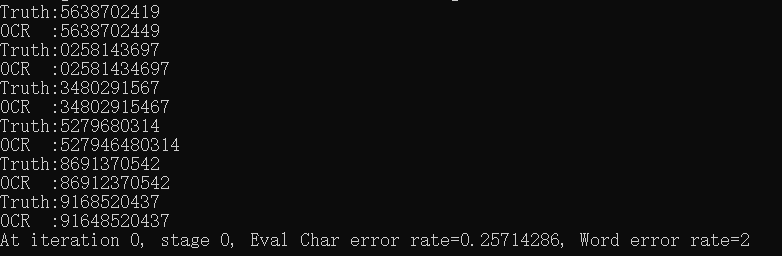 Truth:5638702419
OCR  :5638702449
Truth:0258143697
OCR  :02581434697
Truth:3480291567
OCR  :34802915467
Truth:5279680314
OCR  :527946480314
Truth:8691370542
OCR  :86912370542
Truth:9168520437
OCR  :91648520437
At iteration 0, stage 0, Eval Char error rate=0.25714286, Word error rate=2